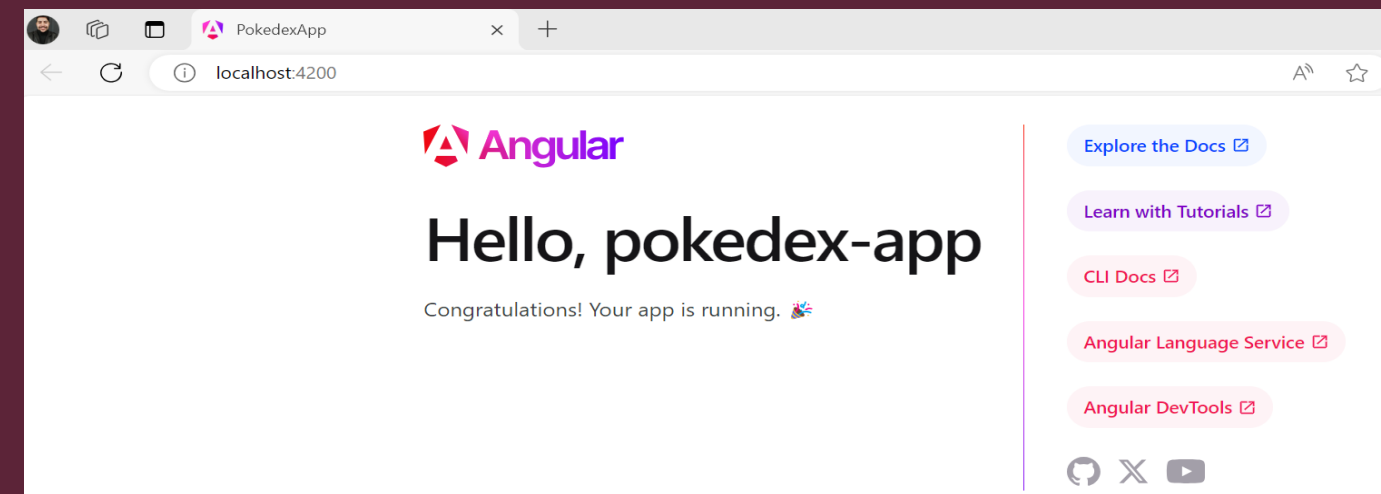 PokedexApp
localhost:4200
Angular
Hello, pokedex-app
Congratulations! Your app is running. 🎉
Explore the Docs
Learn with Tutorials
CLI Docs
Angular Language Service
Angular DevTools